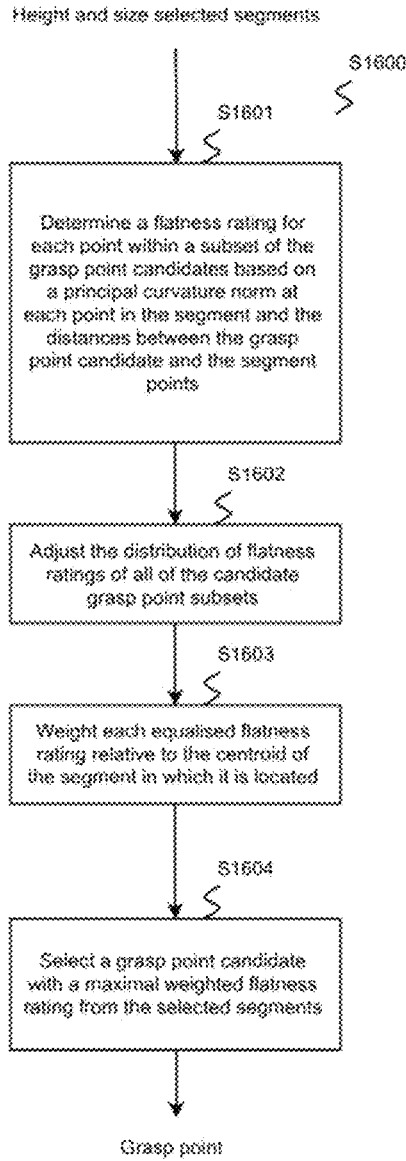 Height and size selected segments
S1600
S1601
Determine a flatness rating for
each point within a subset of the
grasp point candidates based on
a principal curvature norm at
each point in the segment and the
distances between the grasp
point candidate and the segment
points
S1602
Adjust the distribution of flatness
ratings of all of the candidate
grasp point subsets
S1603
Weight each equalised flatness
rating relative to the centroid of
the segment in which it is located
S1604
Select a grasp point candidate
with a maximal weighted flatness
rating from the selected segments
Grasp point